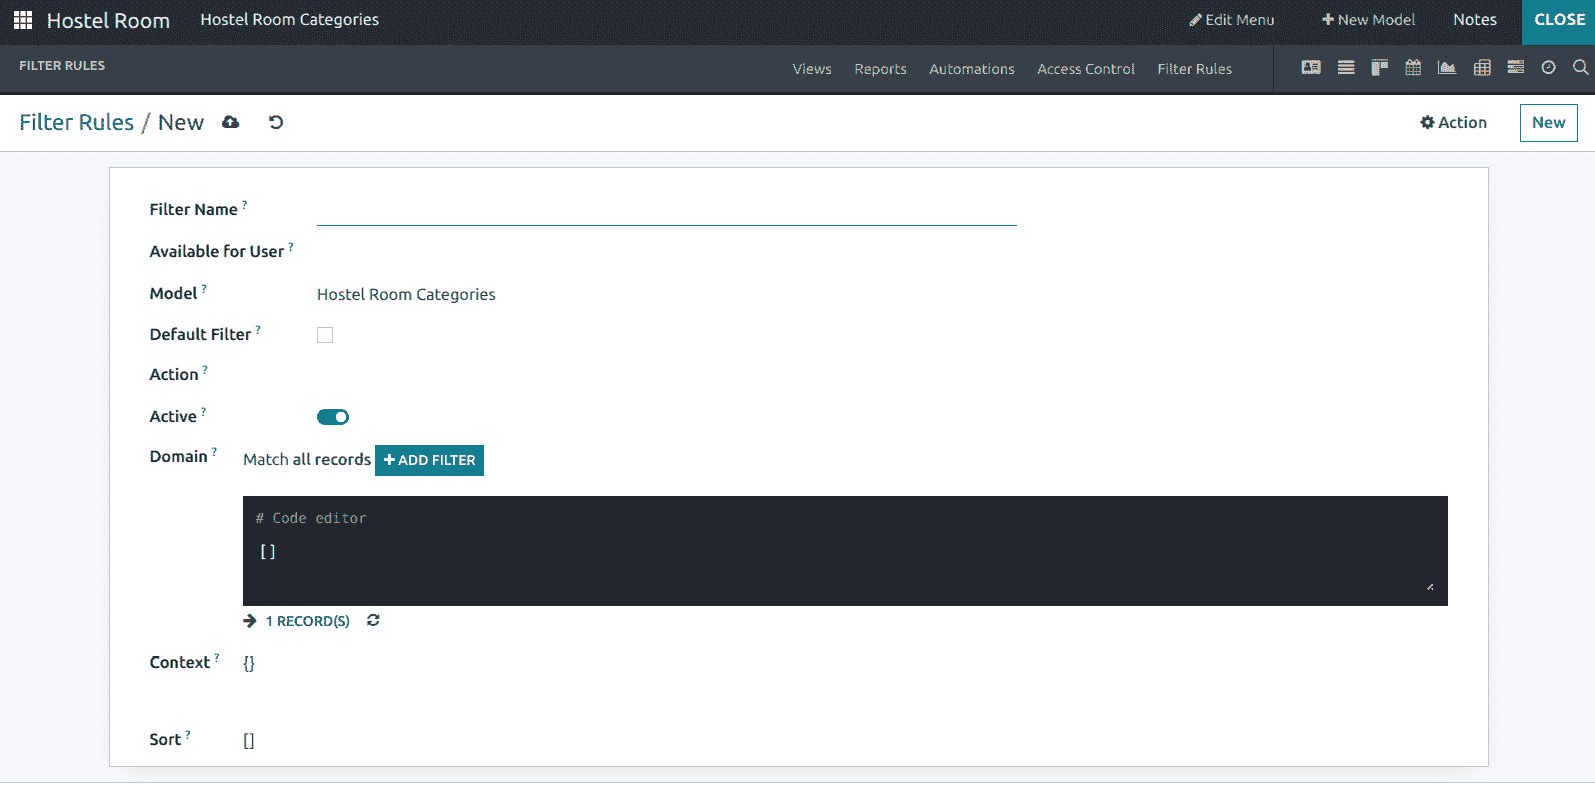 Hostel Room Hostel Room Categories Edit Menu New Model Notes CLOSE
FILTER RULES Views Reports Automations Access Control Filter Rules
Filter Rules / New Action New
Filter Name ?
Available for User ?
Model ? Hostel Room Categories
Default Filter ?
Action ?
Active ?
Domain ? Match all records + ADD FILTER
# Code editor
[]
1 RECORD(S)
Context ? {}
Sort ? []